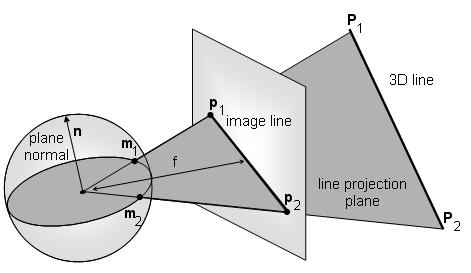 P1
3D line
p1
image line
plane
normal
n
m1
f
line projection
plane
m2
p2
P2